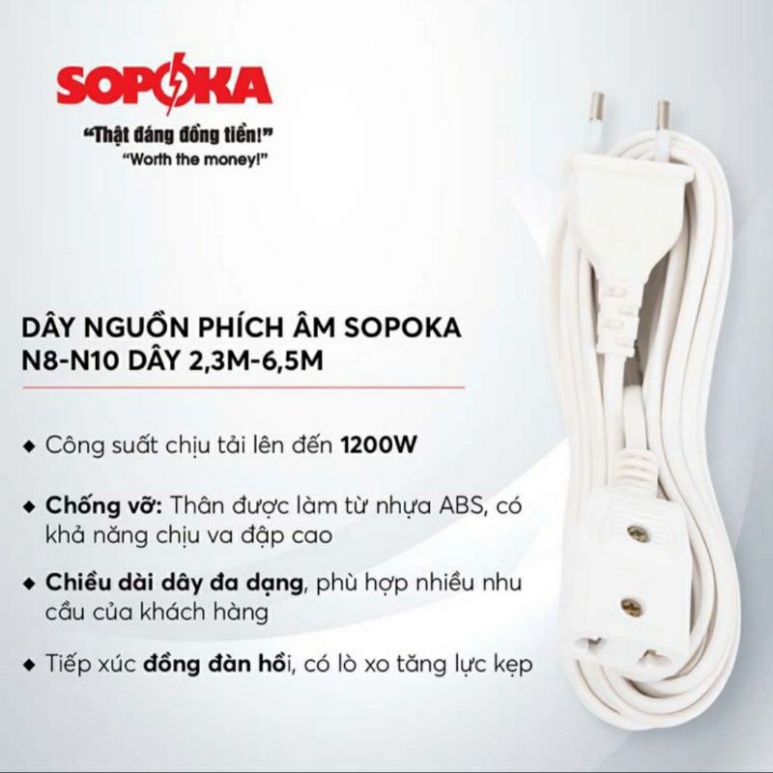 SOPOKA
“Thật đáng đồng tiền!”
“Worth the money!”
DÂY NGUỒN PHÍCH ÂM SOPOKA
N8-N10 DÂY 2,3M-6,5M
◆ Công suất chịu tải lên đến 1200W
◆ Chống vỡ: Thân được làm từ nhựa ABS, có
khả năng chịu va đập cao
◆ Chiều dài dây đa dạng, phù hợp nhiều nhu
cầu của khách hàng
◆ Tiếp xúc đồng đàn hồi, có lò xo tăng lực kẹp